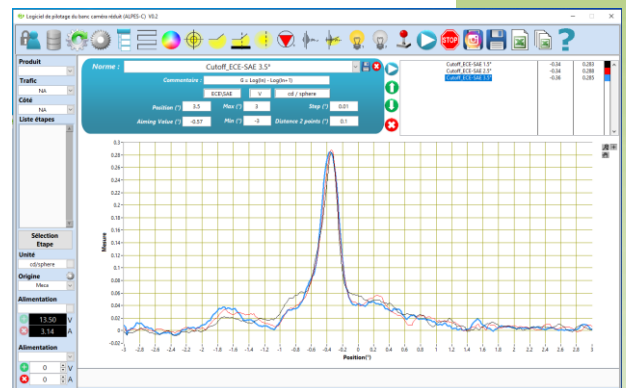 Logiciel de pilotage du banc caméra réduit (ALPES-C) V0.2
Produit
Trafic
NA
Côté
NA
Liste étapes
Sélection
Etape
Unité
cd/sphere
Origine
Maxa
Alimentation
13.50 V
3.14 A
Alimentation
0 V
0 A
Norme : Cutoff_ECE-SAE 3.5°
Commentaire : G = Log(In) - Log(In+1)
ECE\SAE V cd / sphere
Position (°) 3.5 Max (°) 3 Step (°) 0.01
Aiming Value (°) -0.57 Min (°) -3 Distance 2 points (°) 0.1
Cutoff_ECE-SAE 1.5° -0.34 0.283
Cutoff_ECE-SAE 2.5° -0.34 0.288
Cutoff_ECE-SAE 3.5° -0.36 0.285
STOP
Mesure
0.3
0.28
0.26
0.24
0.22
0.2
0.18
0.16
0.14
0.12
0.1
0.08
0.06
0.04
0.02
0
-0.02
-3 -2.8 -2.6 -2.4 -2.2 -2 -1.8 -1.6 -1.4 -1.2 -1 -0.8 -0.6 -0.4 -0.2 0 0.2 0.4 0.6 0.8 1 1.2 1.4 1.6 1.8 2 2.2 2.4 2.6 2.8 3
Position(°)